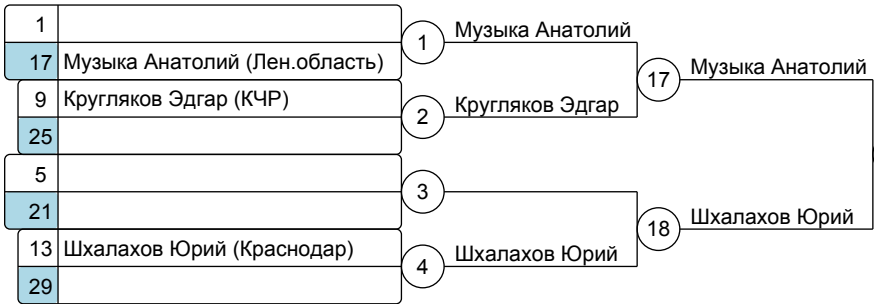 1
17 Музыка Анатолий (Лен.область)
1 Музыка Анатолий
9 Кругляков Эдгар (КЧР)
25
2 Кругляков Эдгар
17 Музыка Анатолий
5
21
3
13 Шхалахов Юрий (Краснодар)
29
4 Шхалахов Юрий
18 Шхалахов Юрий